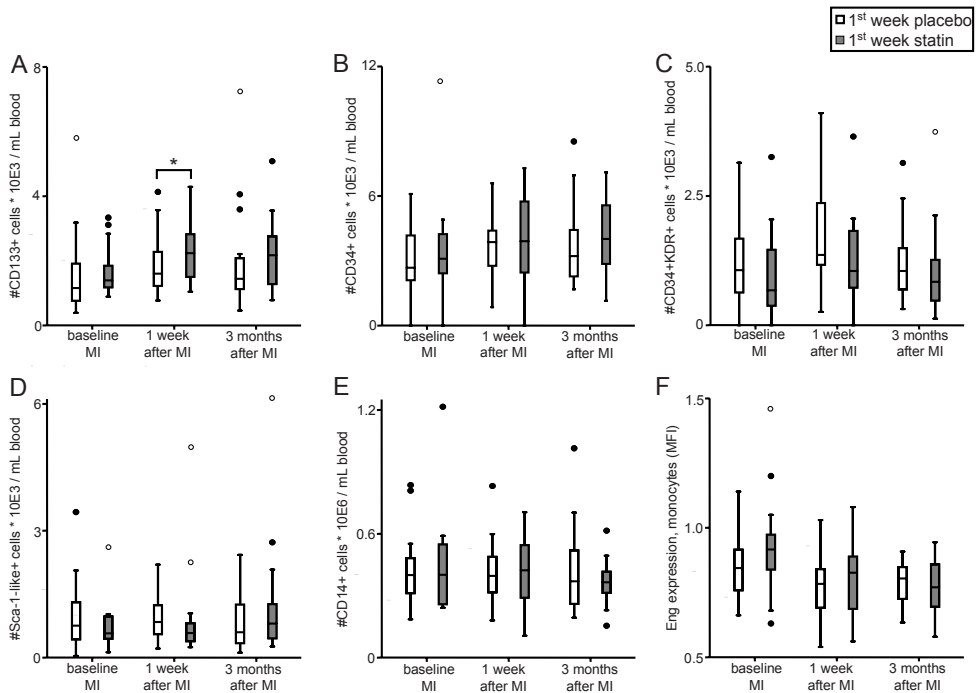 1st week placebo
1st week statin
A
#CD133+ cells * 10E3 / mL blood
8
4
0
*
baseline MI
1 week after MI
3 months after MI
B
#CD34+ cells * 10E3 / mL blood
12
6
0
baseline MI
1 week after MI
3 months after MI
C
#CD34+KDR+ cells * 10E3 / mL blood
5.0
2.5
0
baseline MI
1 week after MI
3 months after MI
D
#Sca-1-like+ cells * 10E3 / mL blood
6
3
0
baseline MI
1 week after MI
3 months after MI
E
#CD14+ cells * 10E6 / mL blood
1.2
0.6
0
baseline MI
1 week after MI
3 months after MI
F
Eng expression, monocytes (MFI)
1.5
1.0
0.5
baseline MI
1 week after MI
3 months after MI